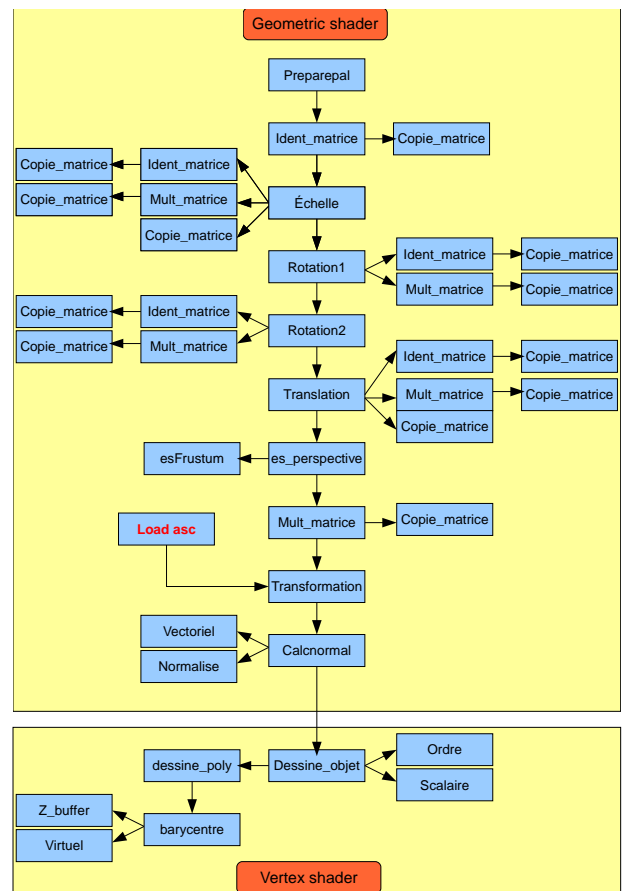 Geometric shader
Preparepal
Ident_matrice
Copie_matrice
Copie_matrice
Ident_matrice
Copie_matrice
Mult_matrice
Échelle
Copie_matrice
Ident_matrice
Copie_matrice
Rotation1
Mult_matrice
Copie_matrice
Copie_matrice
Ident_matrice
Rotation2
Copie_matrice
Mult_matrice
Ident_matrice
Copie_matrice
Translation
Mult_matrice
Copie_matrice
Copie_matrice
esFrustum
es_perspective
Mult_matrice
Copie_matrice
Load asc
Transformation
Vectoriel
Calcnormal
Normalise
Ordre
dessine_poly
Dessine_objet
Scalaire
Z_buffer
barycentre
Virtuel
Vertex shader